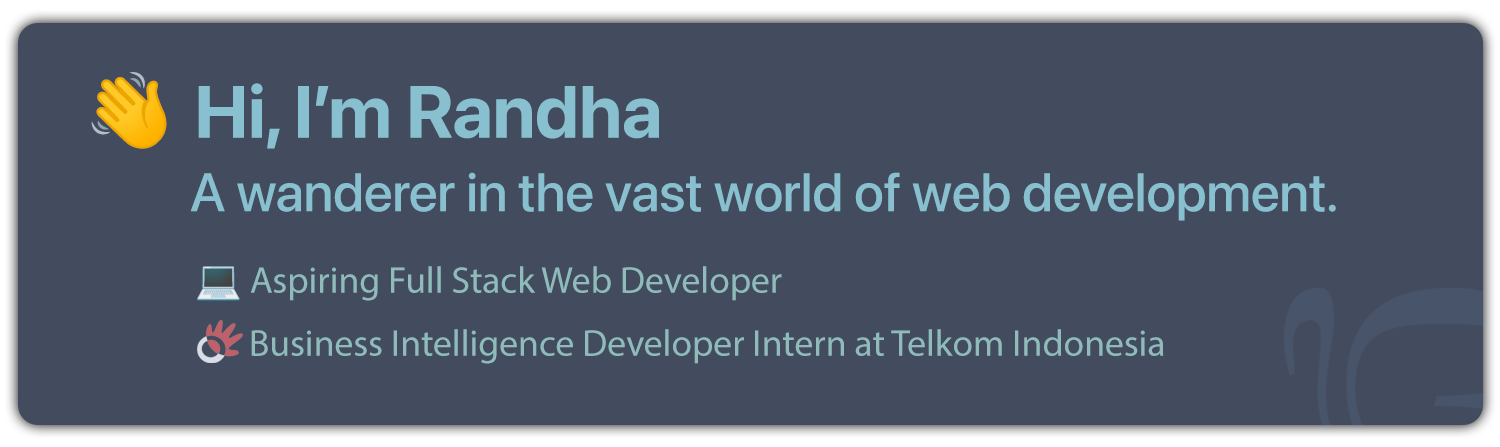 Hi, I’m Randha
A wanderer in the vast world of web development.
Aspiring Full Stack Web Developer
Business Intelligence Developer Intern at Telkom Indonesia